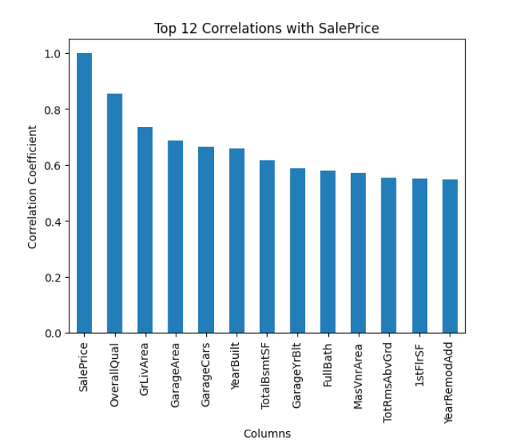 Top 12 Correlations with SalePrice
Correlation Coefficient
1.0
0.8
0.6
0.4
0.2
0.0
SalePrice
OverallQual
GrLivArea
GarageArea
GarageCars
YearBuilt
TotalBsmtSF
GarageYrBlt
FullBath
MasVnrArea
TotRmsAbvGrd
1stFlrSF
YearRemodAdd
Columns